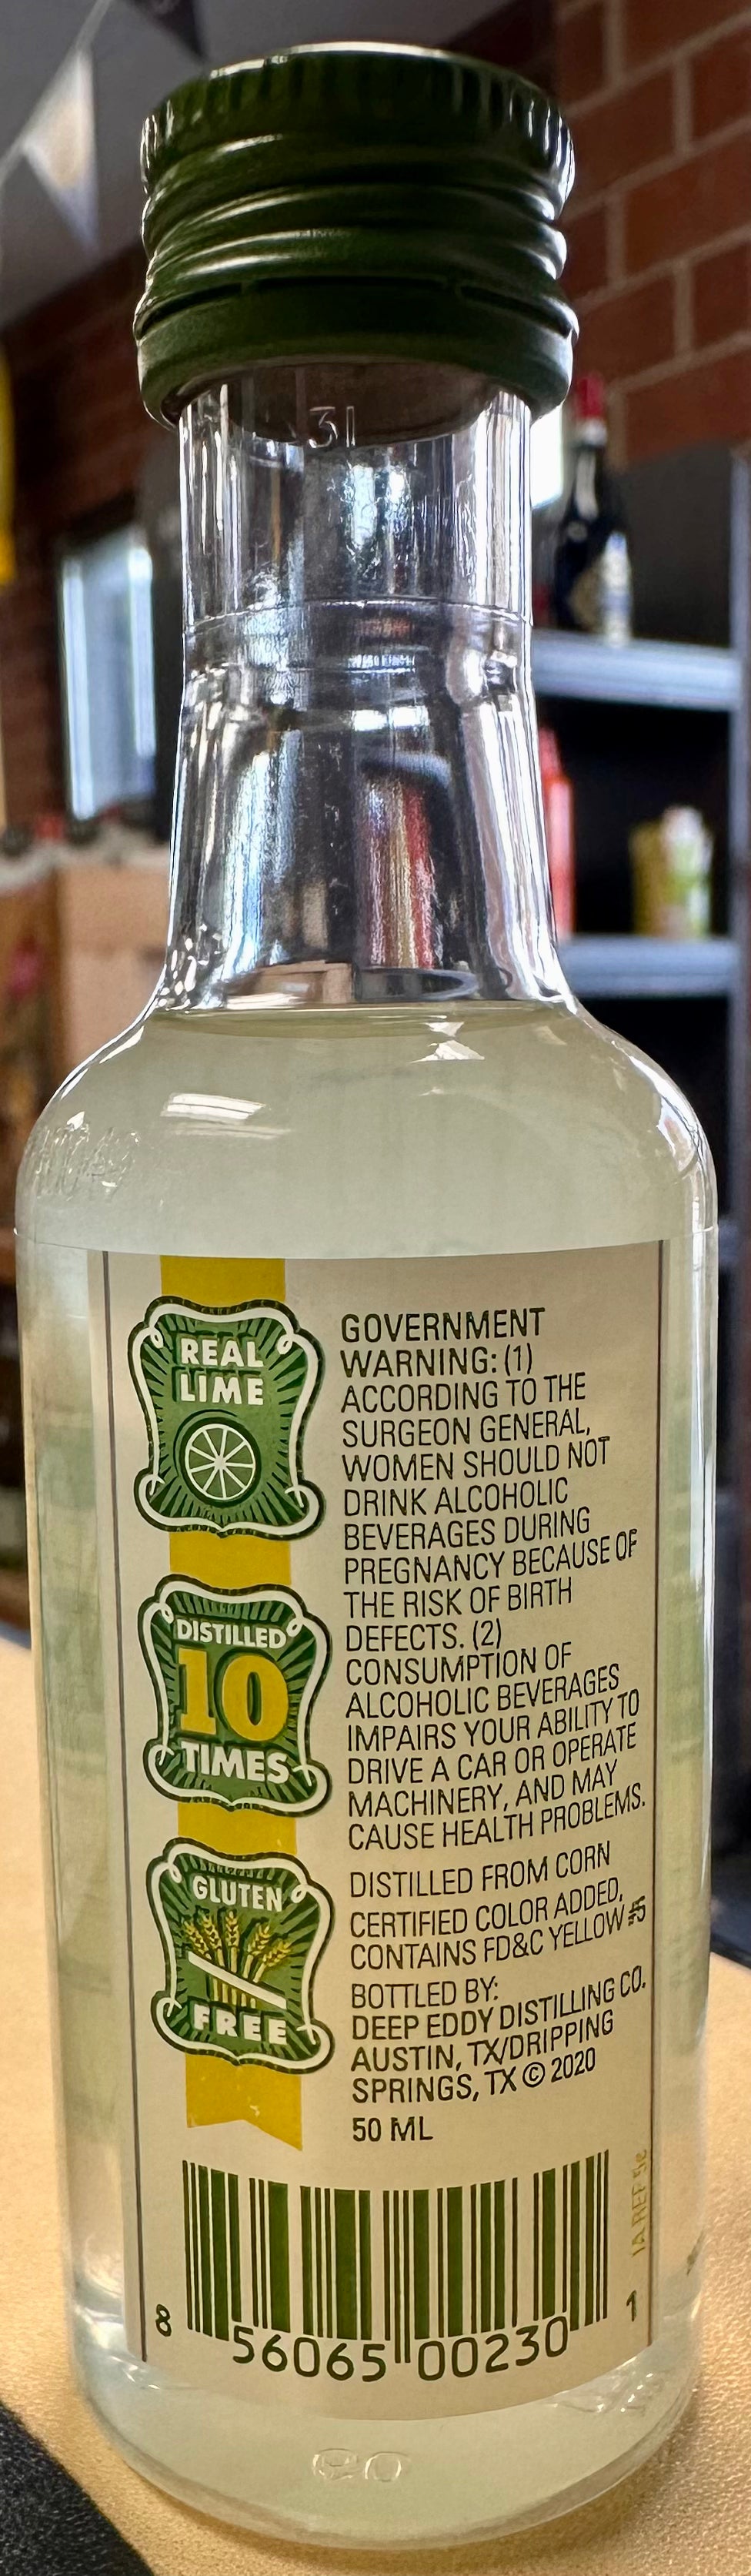 31
REAL
LIME
DISTILLED
10
TIMES
GLUTEN
FREE
GOVERNMENT
WARNING: (1)
ACCORDING TO THE
SURGEON GENERAL,
WOMEN SHOULD NOT
DRINK ALCOHOLIC
BEVERAGES DURING
PREGNANCY BECAUSE OF
THE RISK OF BIRTH
DEFECTS. (2)
CONSUMPTION OF
ALCOHOLIC BEVERAGES
IMPAIRS YOUR ABILITY TO
DRIVE A CAR OR OPERATE
MACHINERY, AND MAY
CAUSE HEALTH PROBLEMS.
DISTILLED FROM CORN
CERTIFIED COLOR ADDED,
CONTAINS FD&C YELLOW #5
BOTTLED BY:
DEEP EDDY DISTILLING CO.
AUSTIN, TX/DRIPPING
SPRINGS, TX © 2020
50 ML
IA REF 5¢
8 56065 00230 1